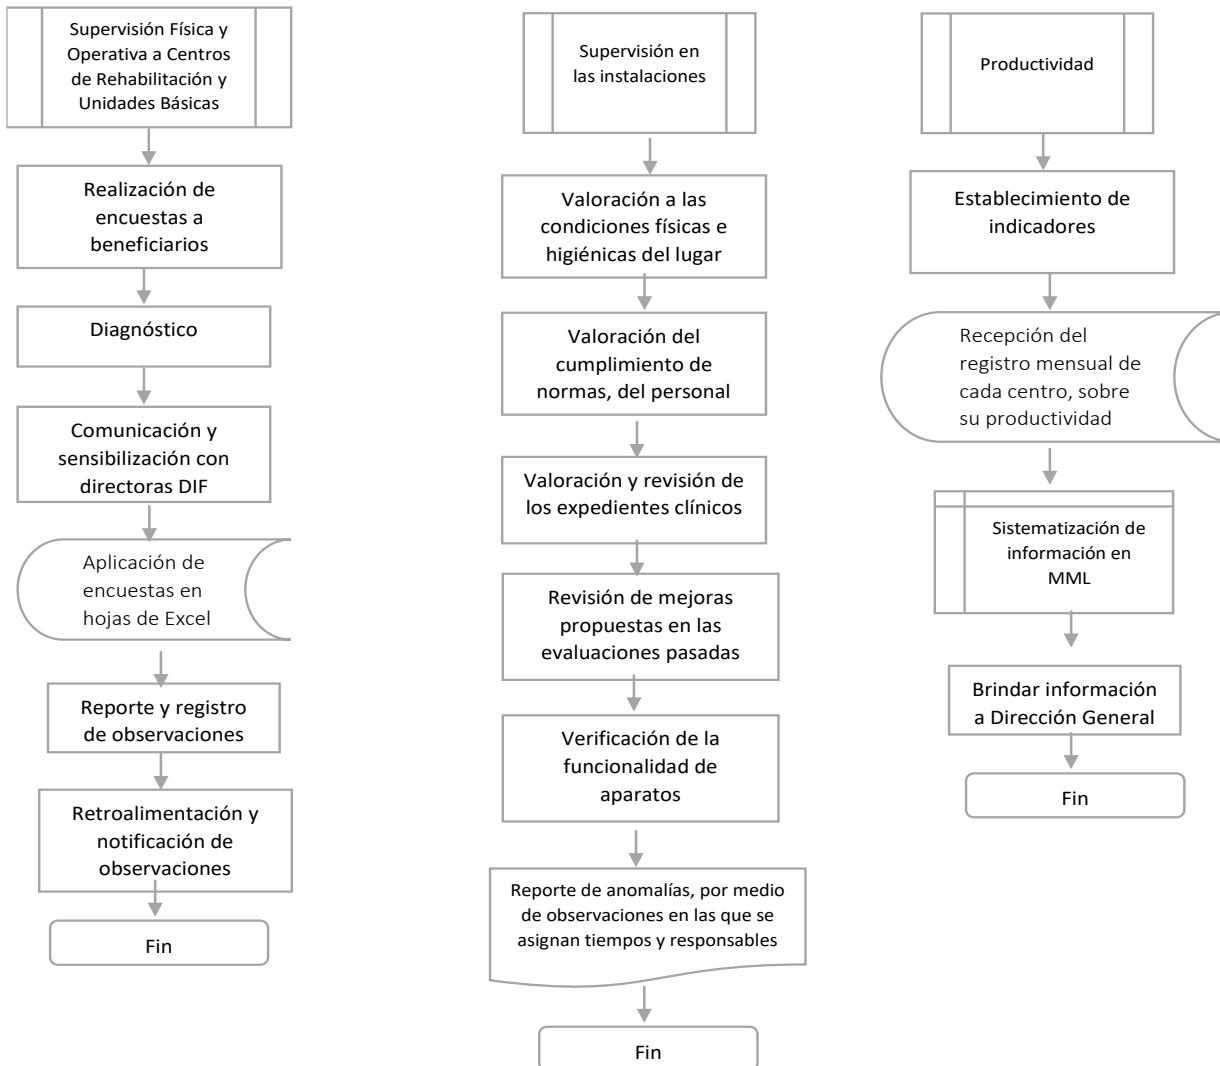 Supervisión Física y
Operativa a Centros
de Rehabilitación y
Unidades Básicas
Realización de
encuestas a
beneficiarios
Diagnóstico
Comunicación y
sensibilización con
directoras DIF
Aplicación de
encuestas en
hojas de Excel
Reporte y registro
de observaciones
Retroalimentación y
notificación de
observaciones
Fin
Supervisión en
las instalaciones
Valoración a las
condiciones físicas e
higiénicas del lugar
Valoración del
cumplimiento de
normas, del personal
Valoración y revisión de
los expedientes clínicos
Revisión de mejoras
propuestas en las
evaluaciones pasadas
Verificación de la
funcionalidad de
aparatos
Reporte de anomalías, por medio
de observaciones en las que se
asignan tiempos y responsables
Fin
Productividad
Establecimiento de
indicadores
Recepción del
registro mensual de
cada centro, sobre
su productividad
Sistematización de
información en
MML
Brindar información
a Dirección General
Fin